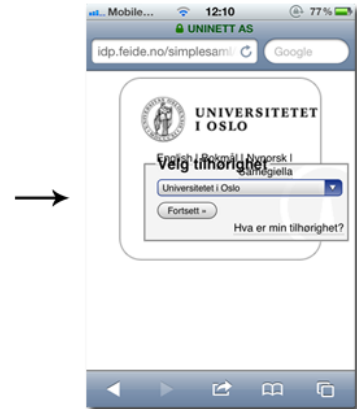 Mobile... 12:10 77%
UNINETT AS
idp.feide.no/simplesaml/ Google
UNIVERSITETET
I OSLO
English | Bokmål | Nynorsk |
Samegiella
Velg tilhørighet
Universitetet i Oslo
Fortsett »
Hva er min tilhørighet?